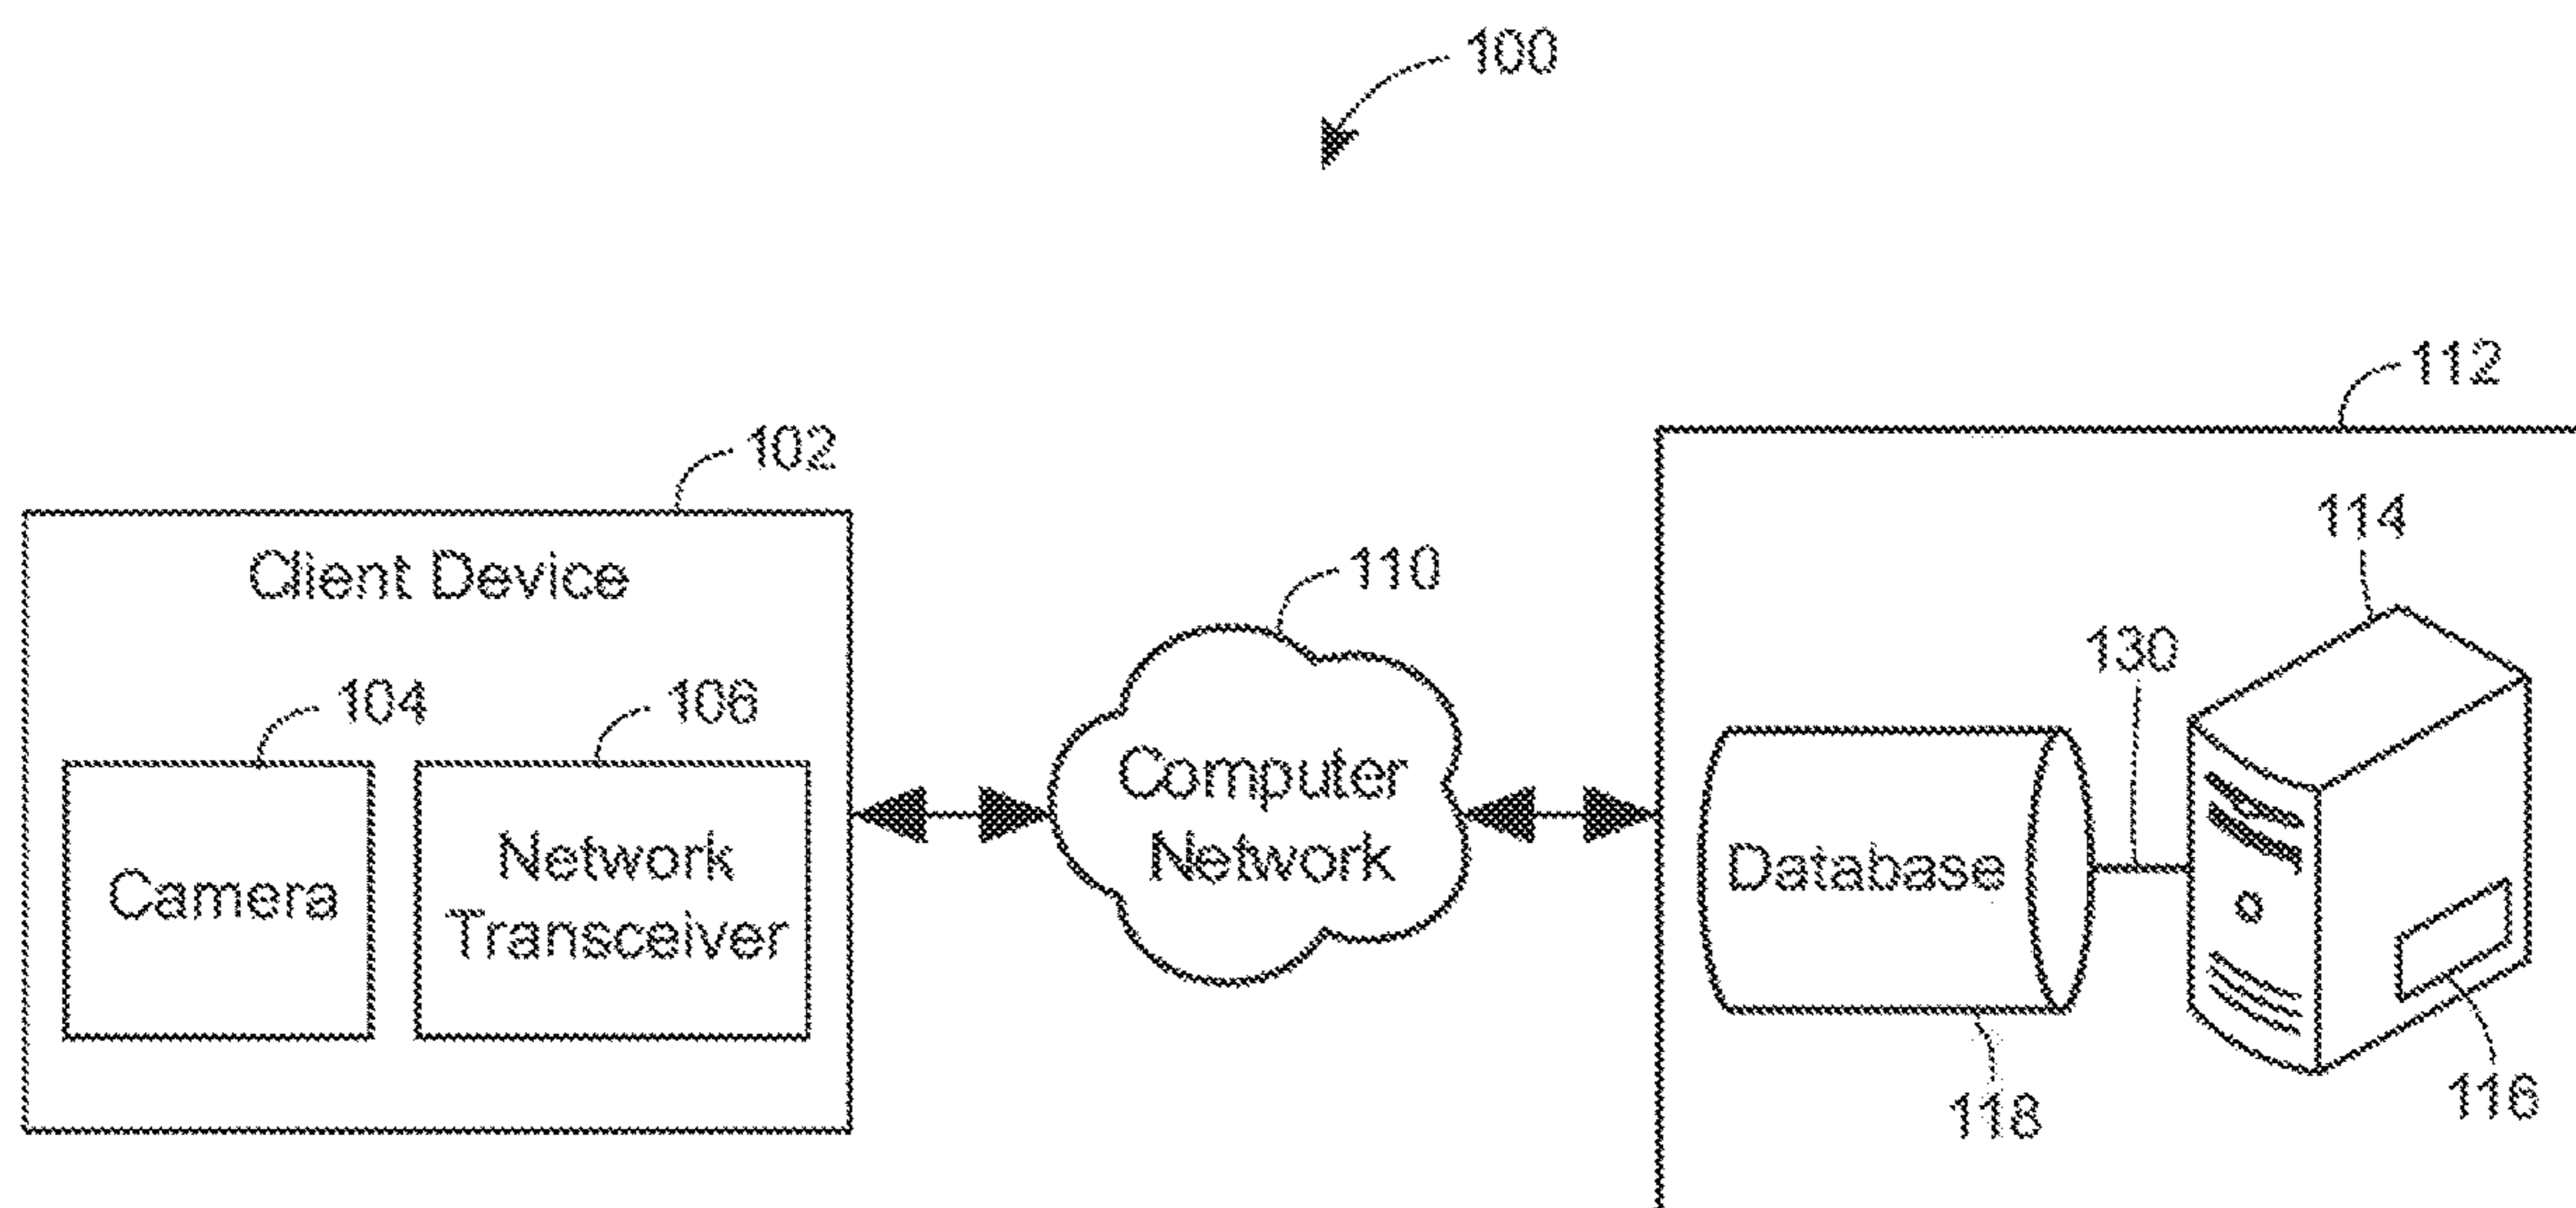 100
112
102
114
Client Device
110
130
104
106
Computer
Network
Database
Network
Transceiver
Camera
118
116